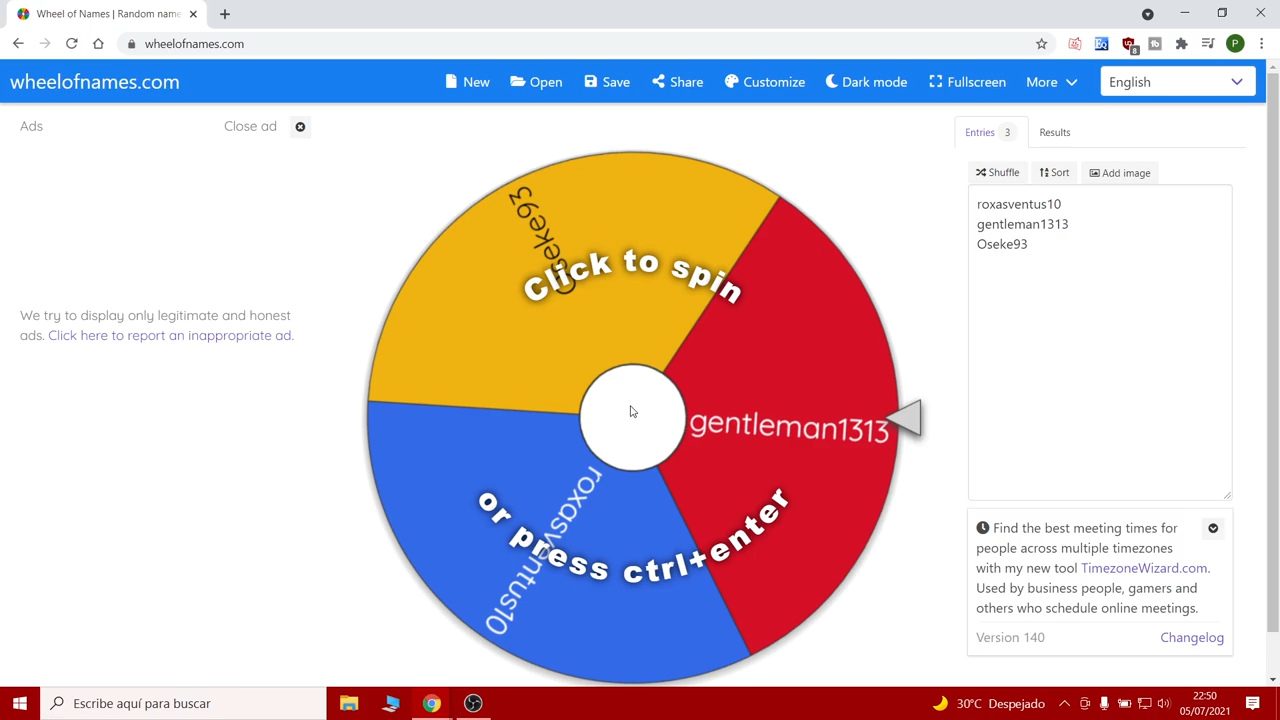 Wheel of Names | Random name
wheelofnames.com
8
P
wheelofnames.com
New
Open
Save
Share
Customize
Dark mode
Fullscreen
More
English
Ads
Close ad
We try to display only legitimate and honest
ads. Click here to report an inappropriate ad.
Oseke93
Click to spin
gentleman1313
roxasventus10
or press ctrl+enter
Entries 3
Results
Shuffle
Sort
Add image
roxasventus10
gentleman1313
Oseke93
Find the best meeting times for
people across multiple timezones
with my new tool TimezoneWizard.com.
Used by business people, gamers and
others who schedule online meetings.
Version 140
Changelog
Escribe aquí para buscar
30°C Despejado
22:50
05/07/2021